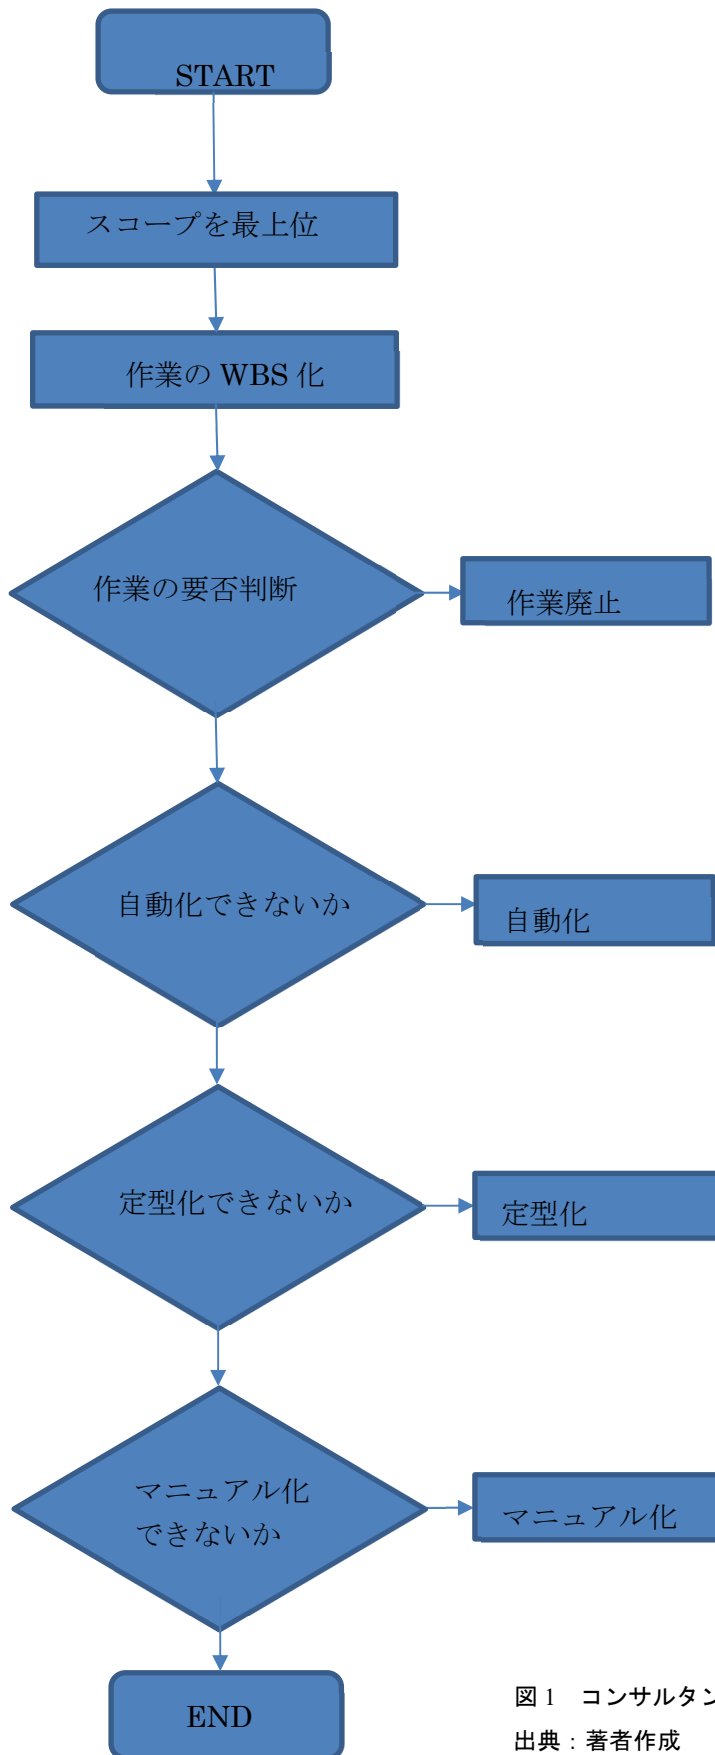 START
スコープを最上位
作業の WBS 化
作業の要否判断
作業廃止
自動化できないか
自動化
定型化できないか
定型化
マニュアル化
できないか
マニュアル化
END
図 1　コンサルタン
出典：著者作成